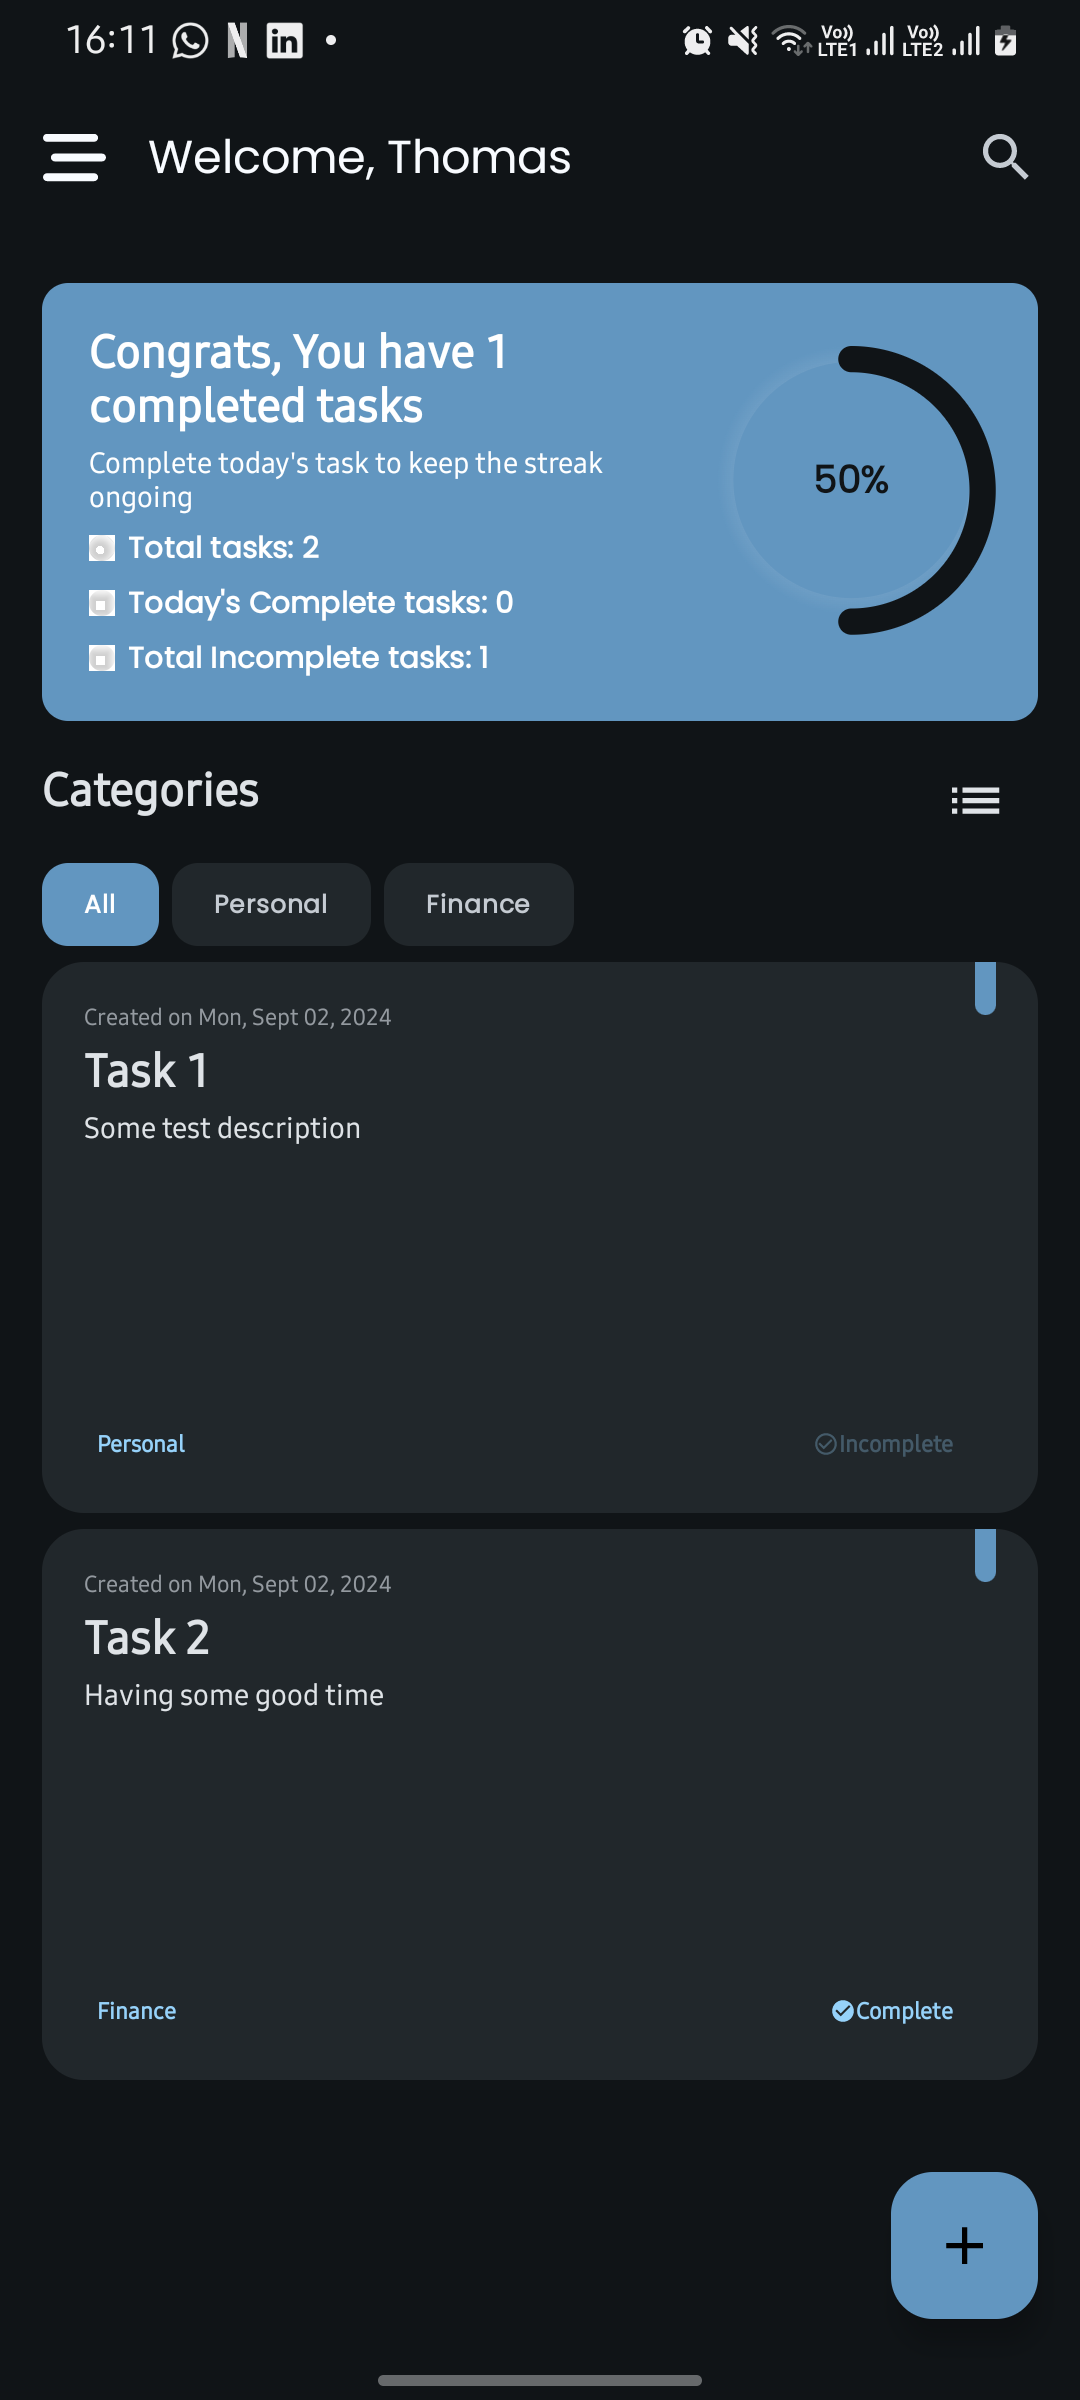 16:11
Vo)) LTE1 Vo)) LTE2
Welcome, Thomas
Congrats, You have 1
completed tasks
Complete today's task to keep the streak
ongoing
Total tasks: 2
Today's Complete tasks: 0
Total Incomplete tasks: 1
50%
Categories
All Personal Finance
Created on Mon, Sept 02, 2024
Task 1
Some test description
Personal Incomplete
Created on Mon, Sept 02, 2024
Task 2
Having some good time
Finance Complete